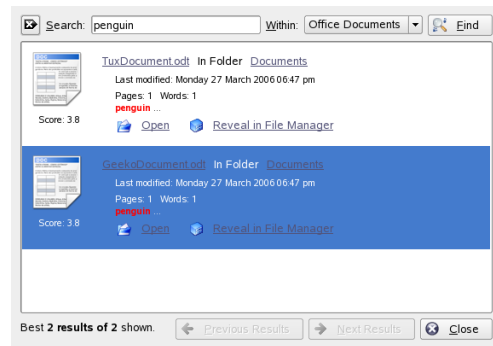 Search: penguin Within: Office Documents Find
TuxDocument.odt In Folder Documents
Last modified: Monday 27 March 2006 06:47 pm
Pages: 1 Words: 1
penguin ...
Score: 3.8
Open Reveal in File Manager
GeekoDocument.odt In Folder Documents
Last modified: Monday 27 March 2006 06:47 pm
Pages: 1 Words: 1
penguin ...
Score: 3.8
Open Reveal in File Manager
Best 2 results of 2 shown. Previous Results Next Results Close